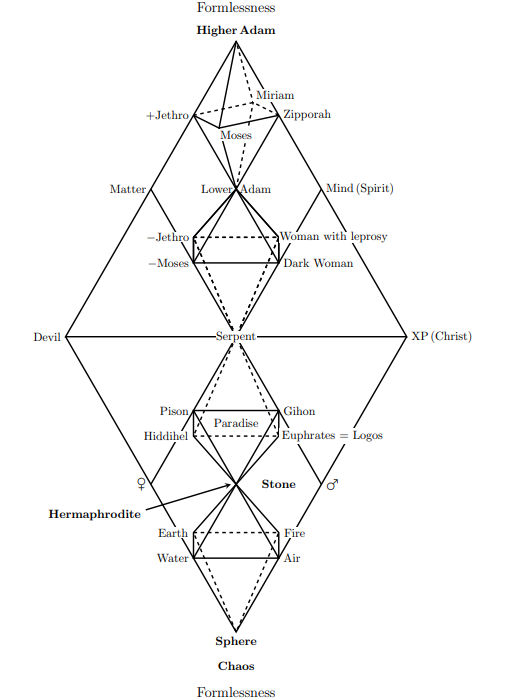 Formlessness
Higher Adam
Miriam
+Jethro
Zipporah
Moses
Matter
Lower Adam
Mind (Spirit)
−Jethro
Woman with leprosy
−Moses
Dark Woman
Devil
Serpent
XP (Christ)
Pison
Gihon
Paradise
Hiddihel
Euphrates = Logos
♀
Stone
♂
Hermaphrodite
Earth
Fire
Water
Air
Sphere
Chaos
Formlessness